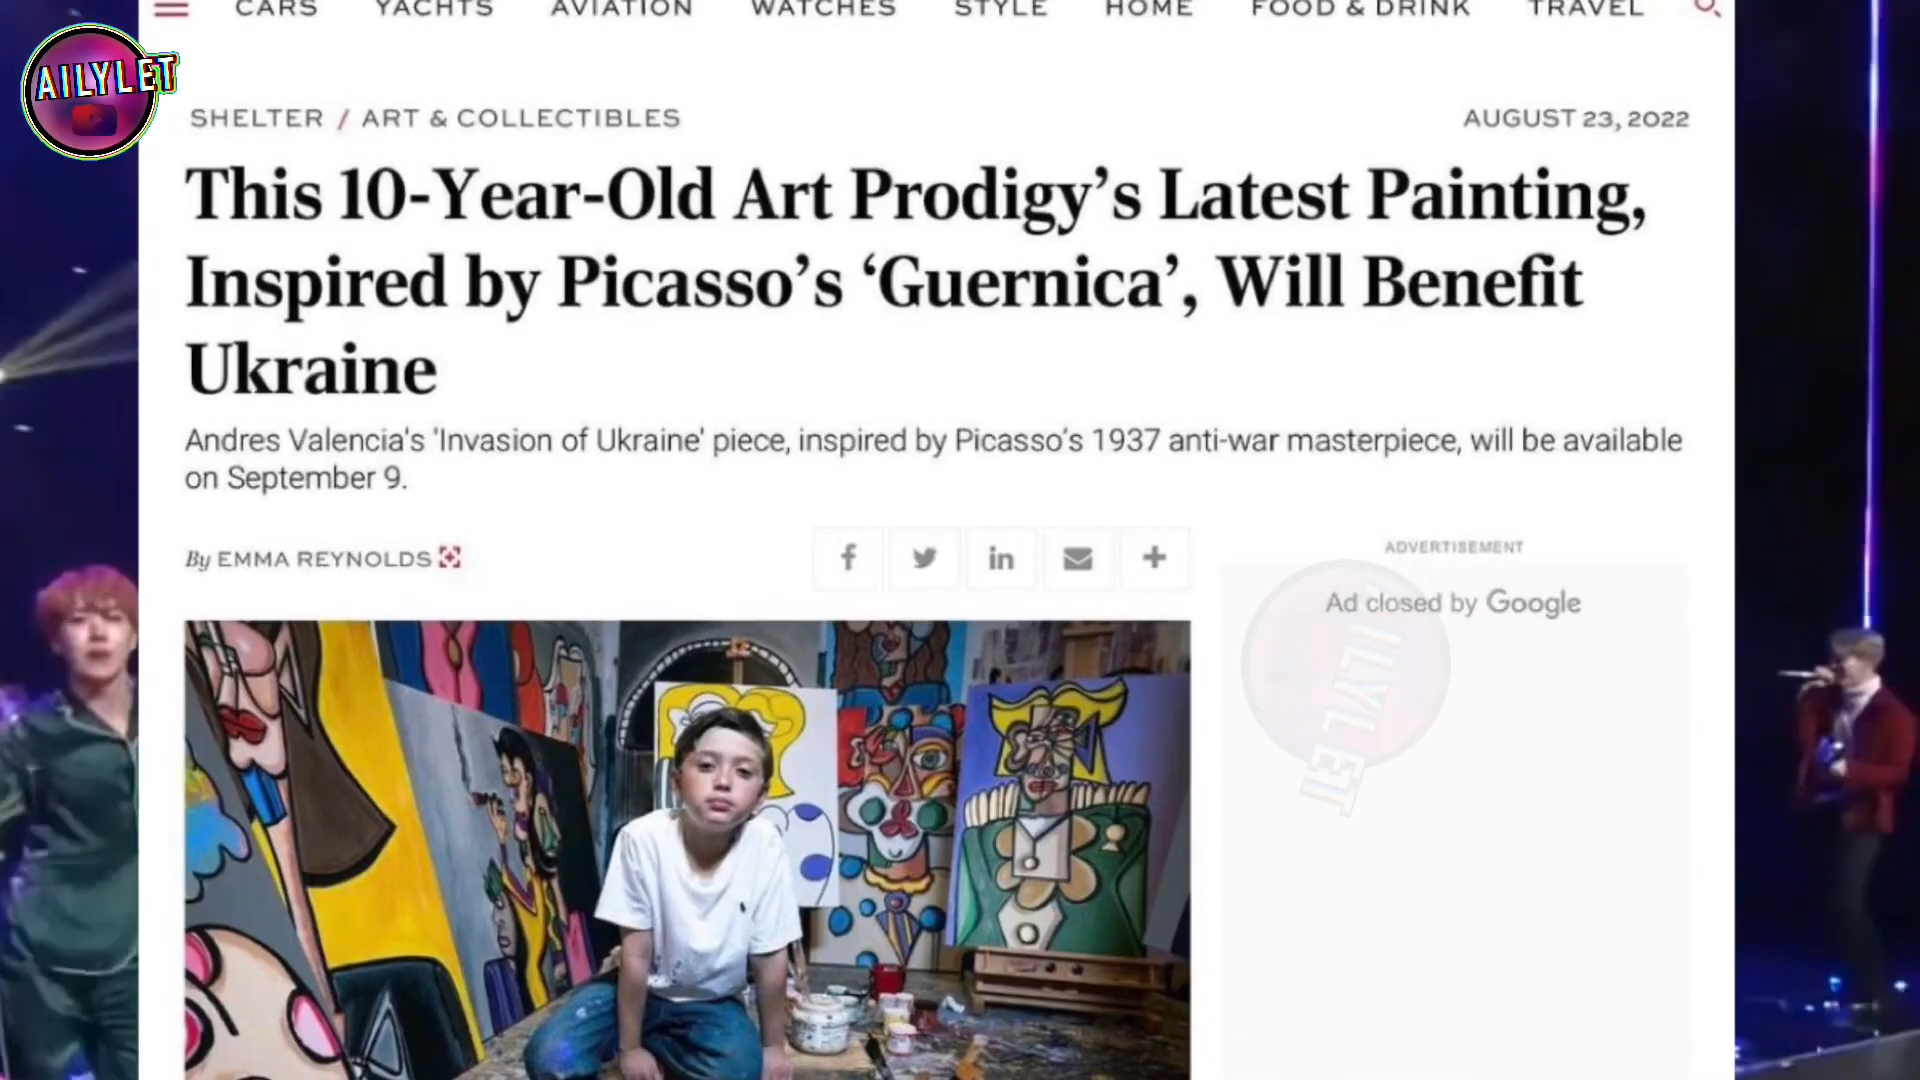 CARS YACHTS AVIATION WATCHES STYLE HOME FOOD & DRINK TRAVEL
AILYLET
SHELTER / ART & COLLECTIBLES
AUGUST 23, 2022
This 10-Year-Old Art Prodigy’s Latest Painting,
Inspired by Picasso’s ‘Guernica’, Will Benefit
Ukraine
Andres Valencia's 'Invasion of Ukraine' piece, inspired by Picasso’s 1937 anti-war masterpiece, will be available
on September 9.
By EMMA REYNOLDS
ADVERTISEMENT
Ad closed by Google
AILYLET